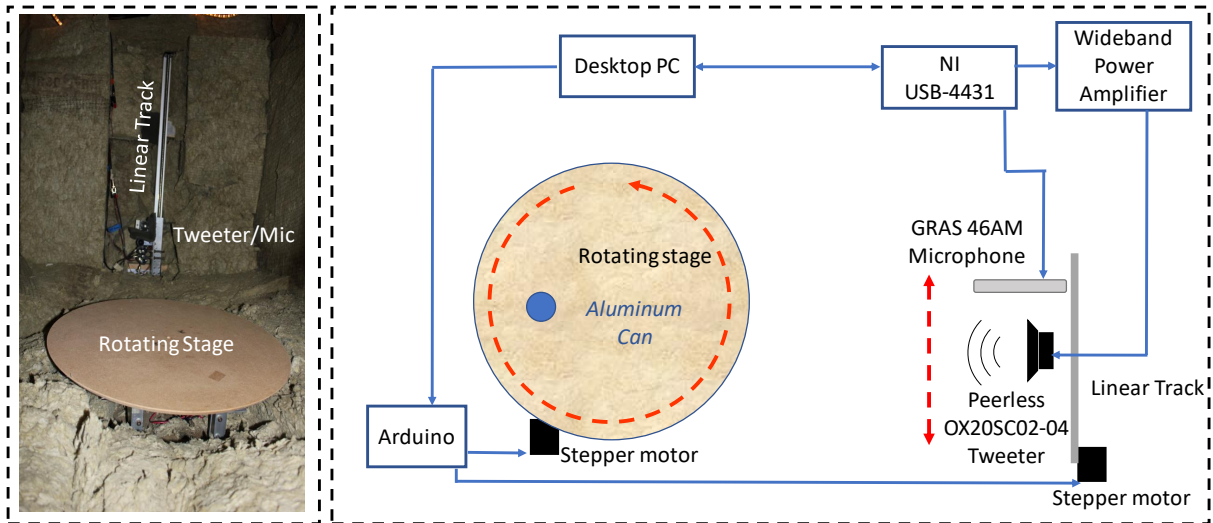 Linear Track
Tweeter/Mic
Rotating Stage
Desktop PC
NI
USB-4431
Wideband
Power
Amplifier
GRAS 46AM
Microphone
Rotating stage
Aluminum
Can
Peerless
OX20SC02-04
Tweeter
Linear Track
Arduino
Stepper motor
Stepper motor